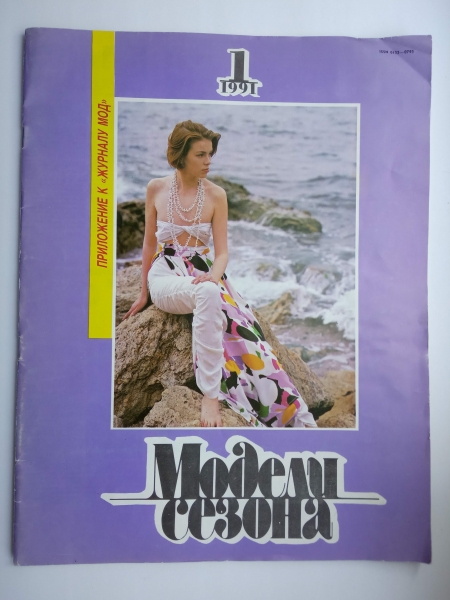 1
1991
ПРИЛОЖЕНИЕ К «ЖУРНАЛУ МОД»
Модели
сезона